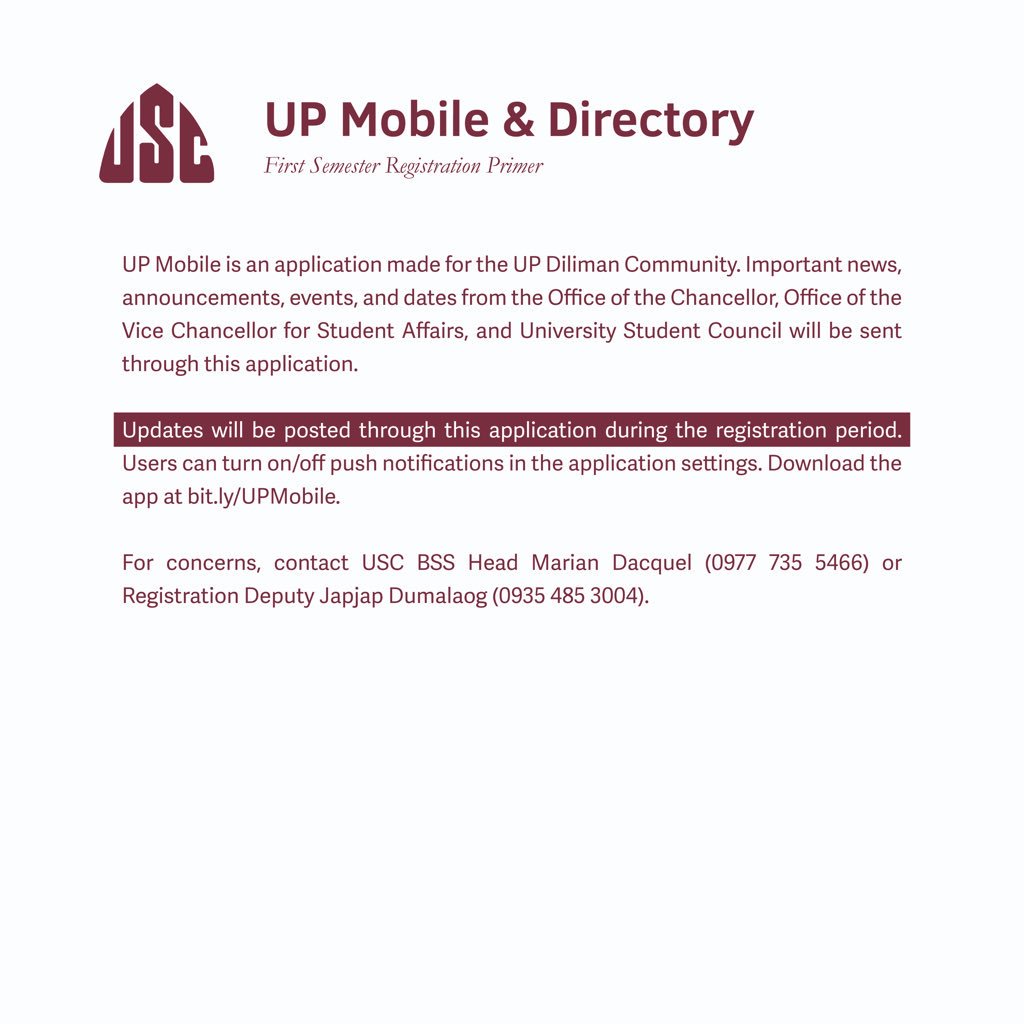 USC
UP Mobile & Directory
First Semester Registration Primer
UP Mobile is an application made for the UP Diliman Community. Important news,
announcements, events, and dates from the Office of the Chancellor, Office of the
Vice Chancellor for Student Affairs, and University Student Council will be sent
through this application.
Updates will be posted through this application during the registration period.
Users can turn on/off push notifications in the application settings. Download the
app at bit.ly/UPMobile.
For concerns, contact USC BSS Head Marian Dacquel (0977 735 5466) or
Registration Deputy Japjap Dumalaog (0935 485 3004).